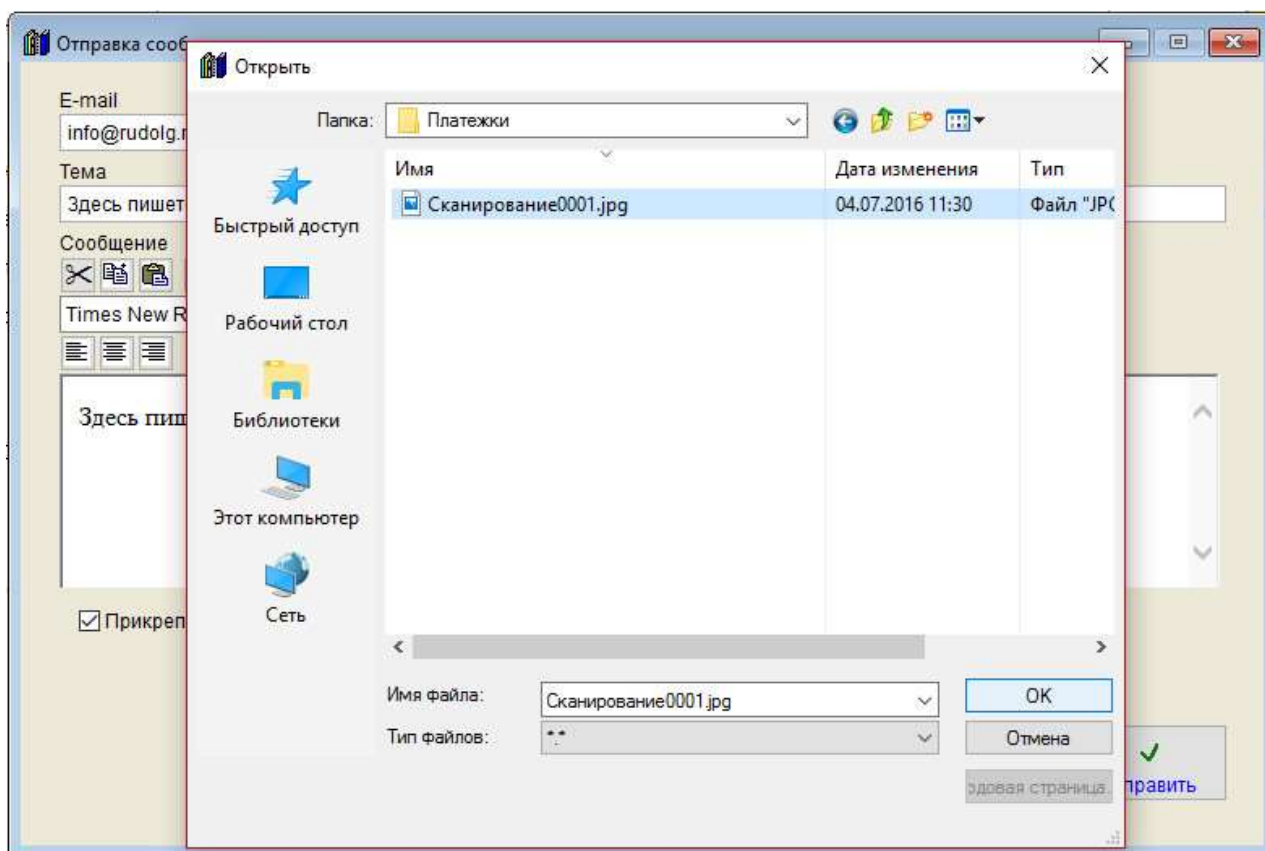 Отправка сооб
Открыть
E-mail
info@rudolg.r
Папка:
Платежки
Тема
Здесь пишет
Имя
Дата изменения
Тип
Сканирование0001.jpg
04.07.2016 11:30
Файл "JPG
Быстрый доступ
Сообщение
Times New R
Рабочий стол
Библиотеки
Здесь пиш
Этот компьютер
Сеть
Прикреп
Имя файла:
Сканирование0001.jpg
OK
Тип файлов:
*.*
Отмена
одовая страница.
править